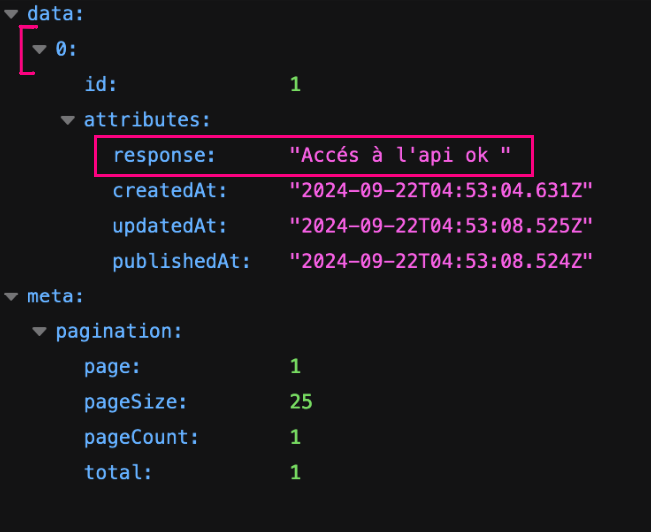 data:
0:
id: 1
attributes:
response: "Accés à l'api ok "
createdAt: "2024-09-22T04:53:04.631Z"
updatedAt: "2024-09-22T04:53:08.525Z"
publishedAt: "2024-09-22T04:53:08.524Z"
meta:
pagination:
page: 1
pageSize: 25
pageCount: 1
total: 1